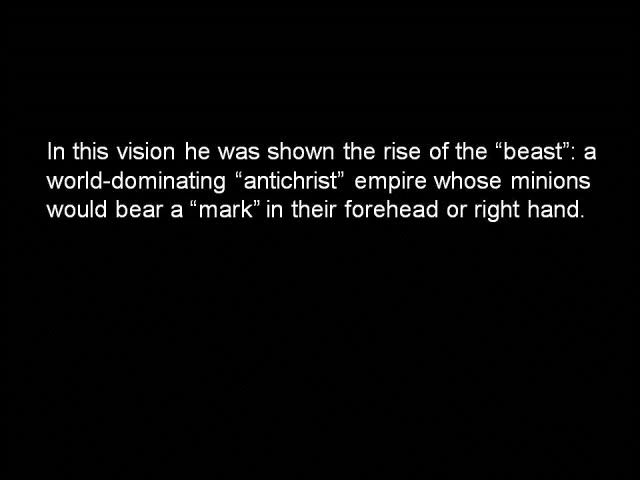 In this vision he was shown the rise of the “beast”: a
world-dominating “antichrist” empire whose minions
would bear a “mark” in their forehead or right hand.